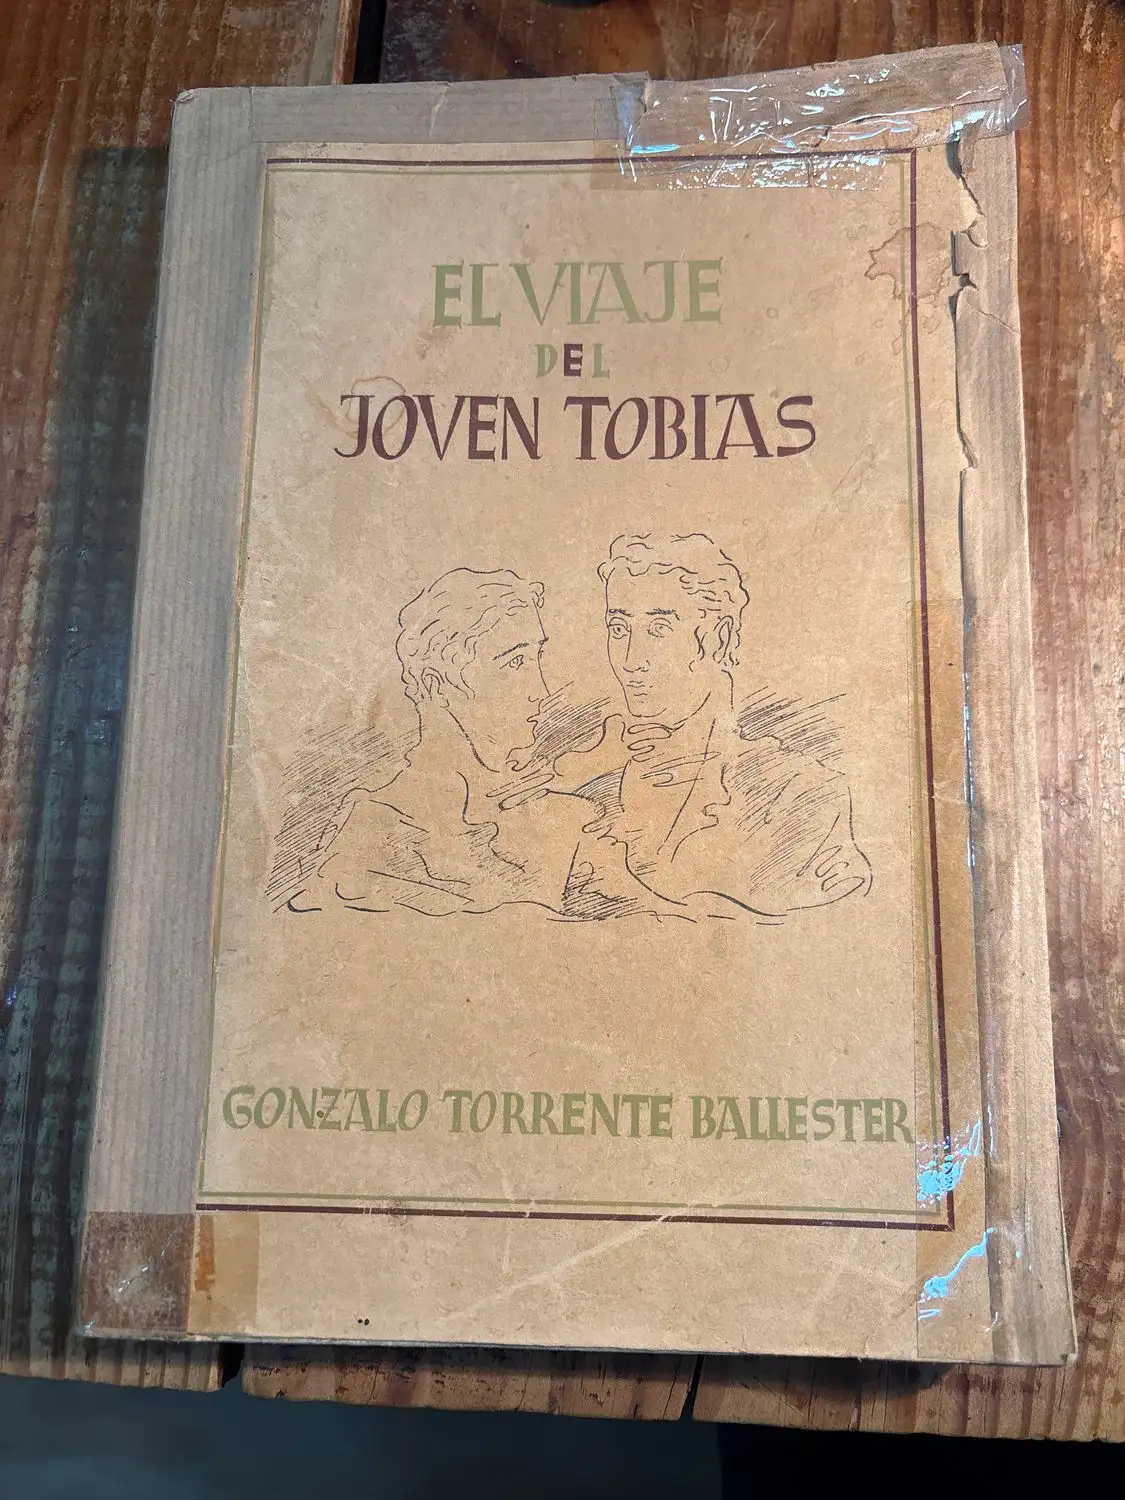 EL VIAJE
DEL
JOVEN TOBIAS
GONZALO TORRENTE BALLESTER